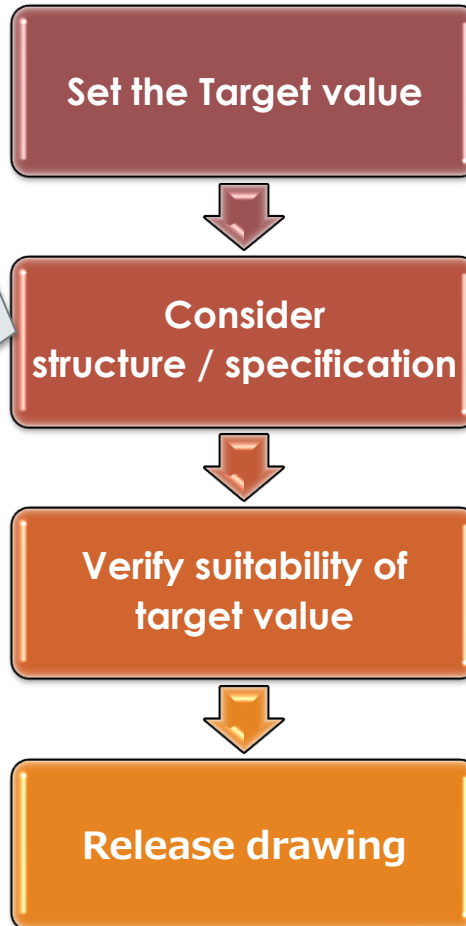 Set the Target value
Consider
structure / specification
Verify suitability of
target value
Release drawing